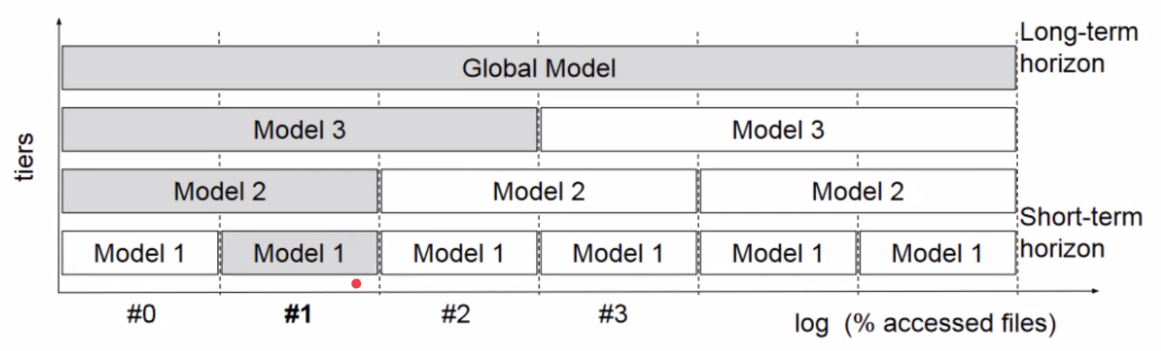 Long-term
horizon
Global Model
Model 3 Model 3
tiers
Model 2 Model 2 Model 2
Short-term
horizon
Model 1 Model 1 Model 1 Model 1 Model 1 Model 1
#0 #1 #2 #3
log (% accessed files)